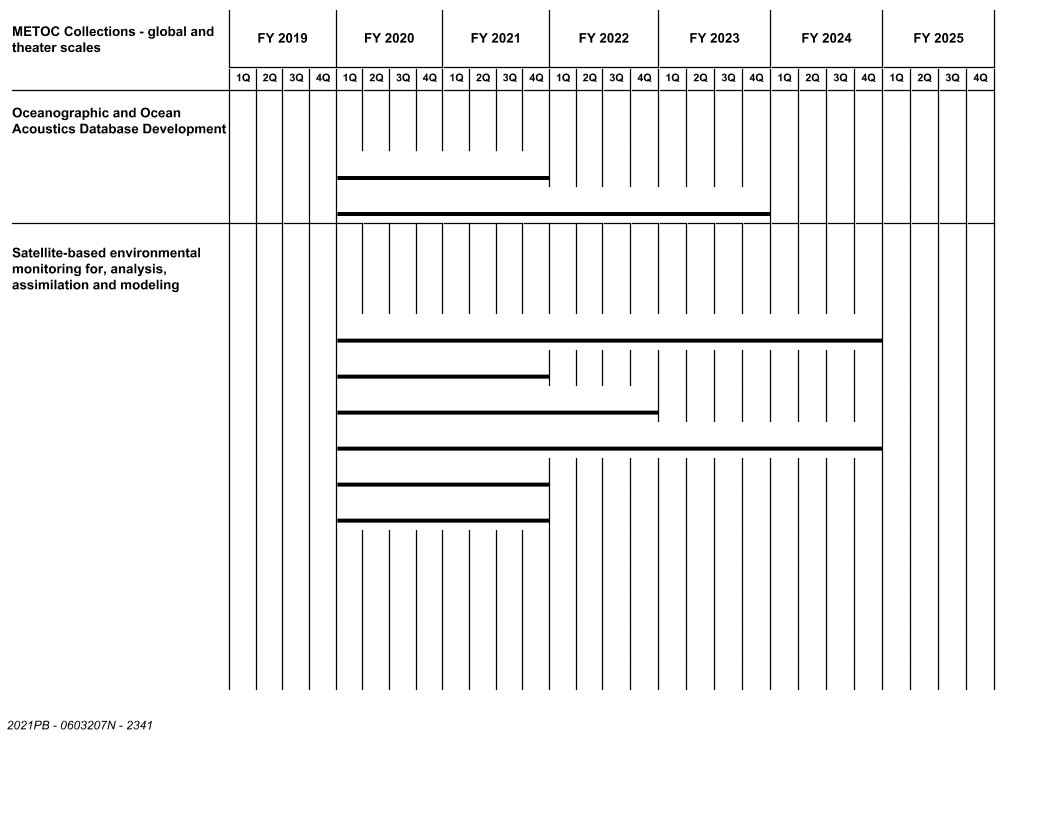 METOC Collections - global and
theater scales
FY 2019 FY 2020 FY 2021 FY 2022 FY 2023 FY 2024 FY 2025
1Q 2Q 3Q 4Q 1Q 2Q 3Q 4Q 1Q 2Q 3Q 4Q 1Q 2Q 3Q 4Q 1Q 2Q 3Q 4Q 1Q 2Q 3Q 4Q 1Q 2Q 3Q 4Q
Oceanographic and Ocean
Acoustics Database Development
Satellite-based environmental
monitoring for, analysis,
assimilation and modeling
2021PB - 0603207N - 2341